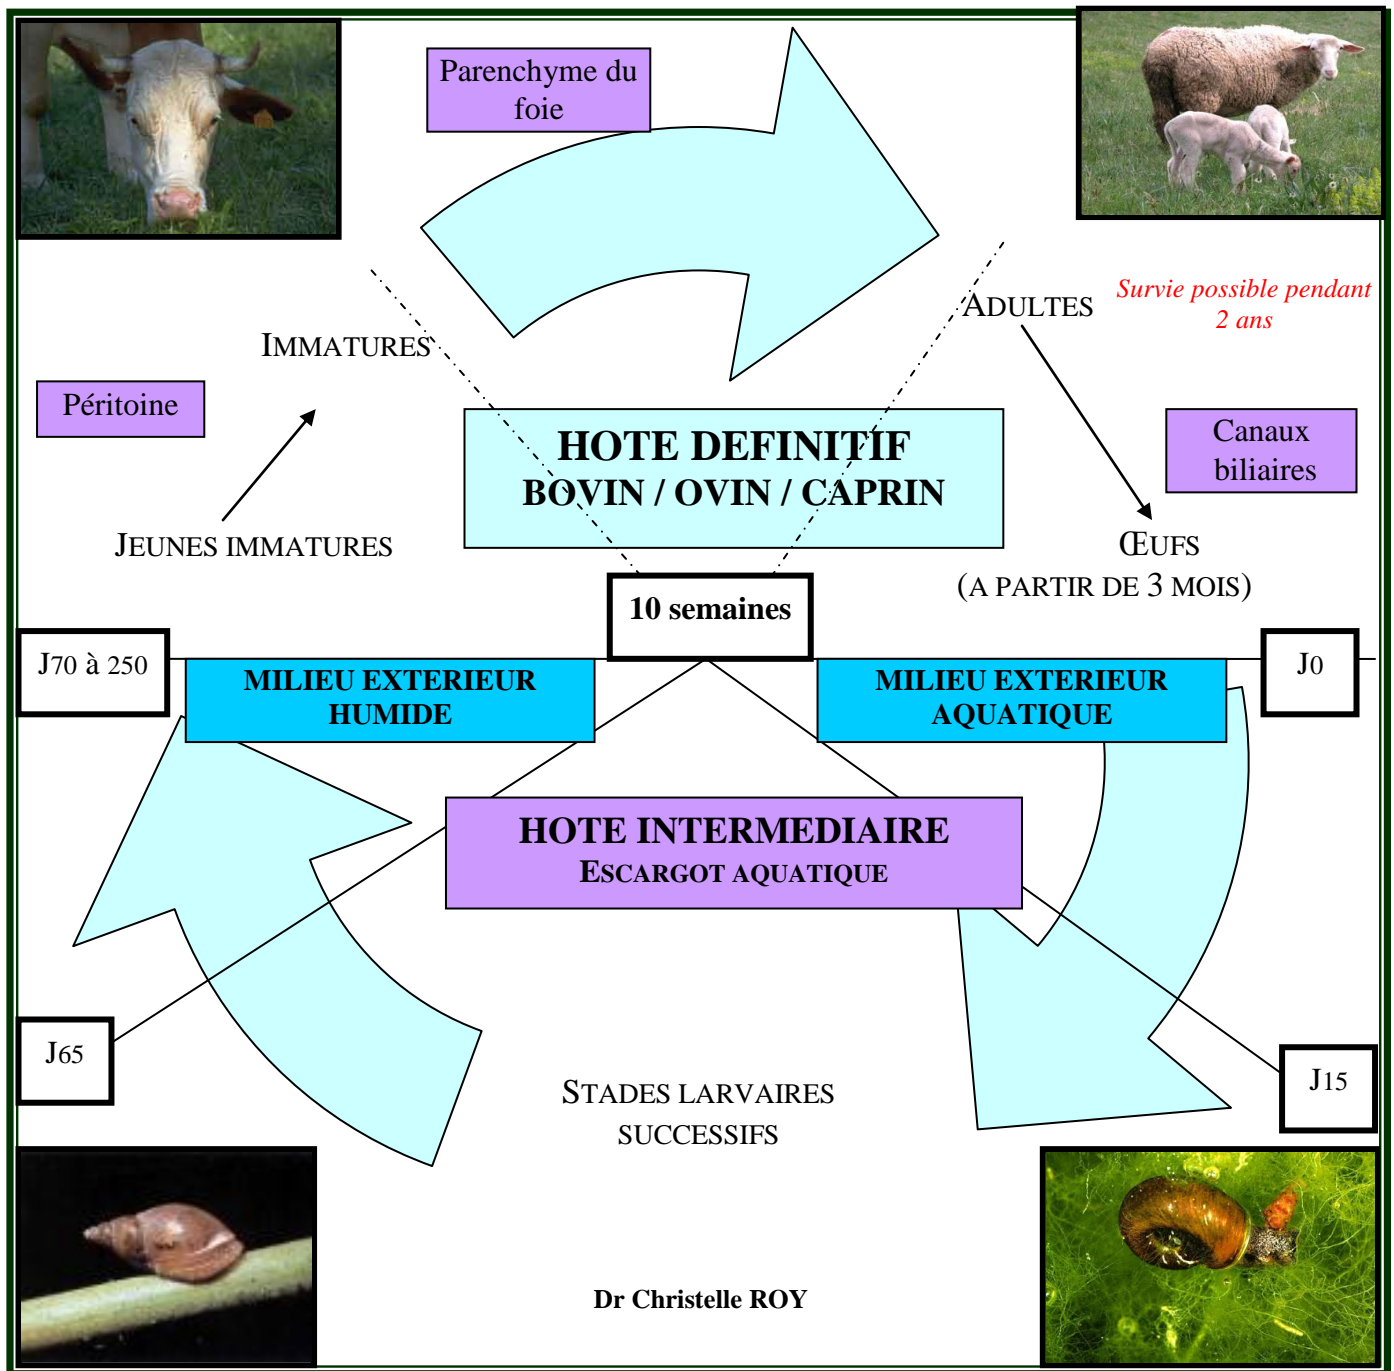 Parenchyme du
foie
Survie possible pendant
2 ans
ADULTES
IMMATURES
Péritoine
HOTE DEFINITIF
BOVIN / OVIN / CAPRIN
Canaux
biliaires
JEUNES IMMATURES
ŒUFS
(A PARTIR DE 3 MOIS)
10 semaines
J70 à 250
MILIEU EXTERIEUR
HUMIDE
MILIEU EXTERIEUR
AQUATIQUE
J0
HOTE INTERMEDIAIRE
ESCARGOT AQUATIQUE
J65
J15
STADES LARVAIRES
SUCCESSIFS
Dr Christelle ROY